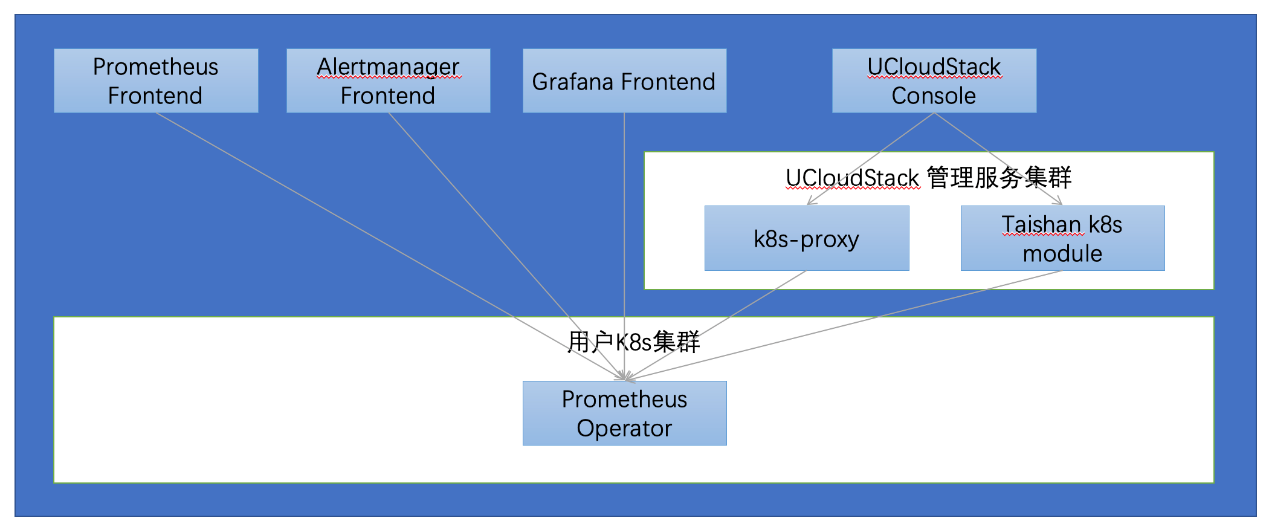 Prometheus
Frontend
Alertmanager
Frontend
Grafana Frontend
UCloudStack
Console
UCloudStack 管理服务集群
k8s-proxy
Taishan k8s
module
用户K8s集群
Prometheus
Operator